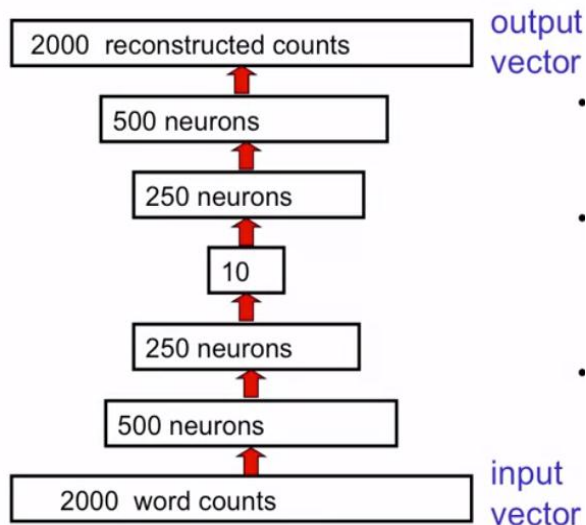 2000 reconstructed counts
output
vector
500 neurons
250 neurons
10
250 neurons
500 neurons
2000 word counts
input
vector